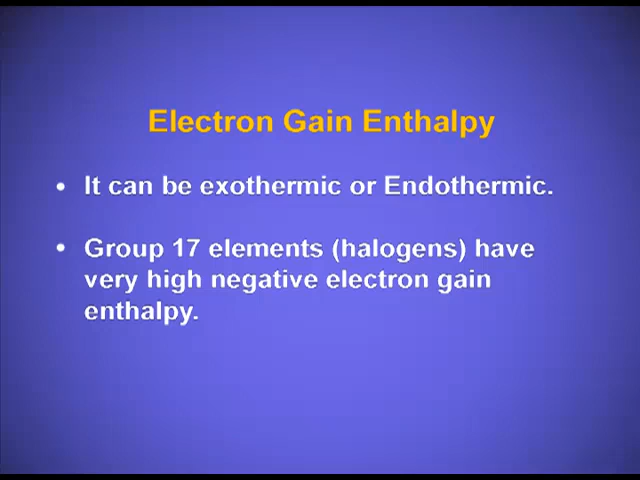 Electron Gain Enthalpy
• It can be exothermic or Endothermic.
• Group 17 elements (halogens) have
very high negative electron gain
enthalpy.